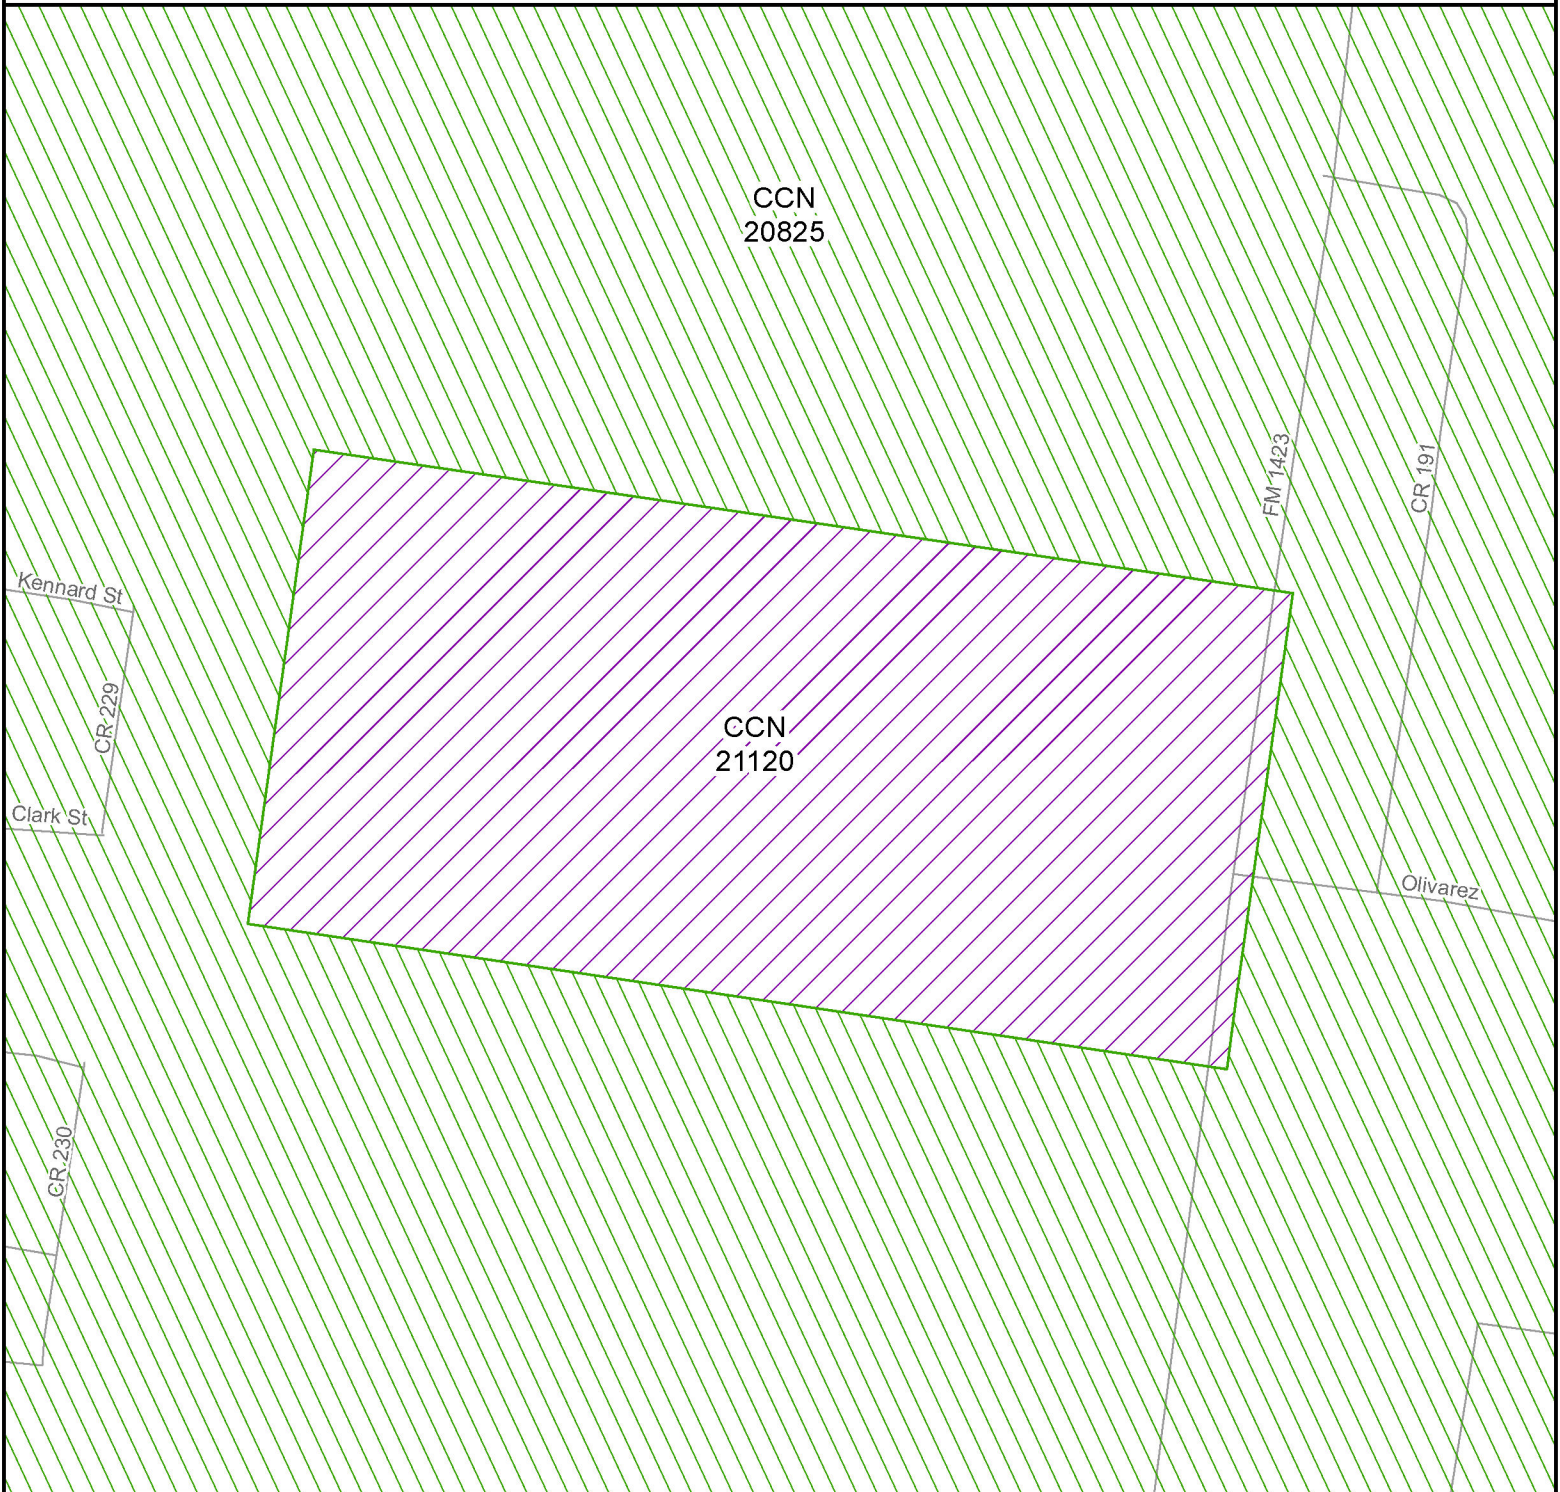 CCN
20825
FM 1423
CR 191
Kennard St
CR 229
CCN
21120
Clark St
Olivarez
CR 230